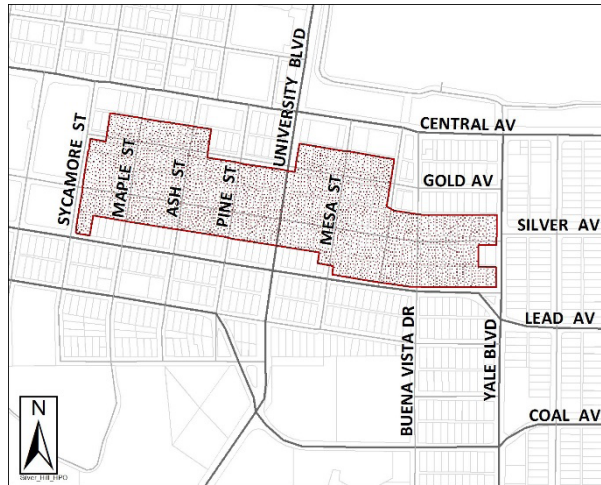 UNIVERSITY BLVD
CENTRAL AV
SYCAMORE ST
MAPLE ST
ASH ST
PINE ST
MESA ST
GOLD AV
SILVER AV
BUENA VISTA DR
YALE BLVD
LEAD AV
COAL AV
N
Silver_Hill_HPO